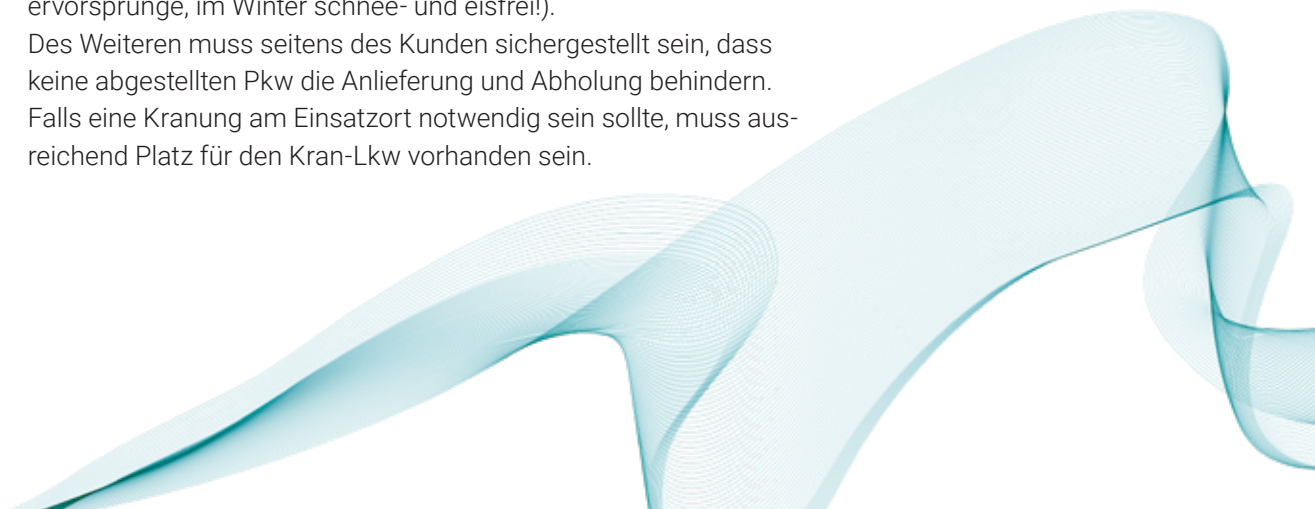 ervorsprünge, im Winter schnee- und eisfrei!).
Des Weiteren muss seitens des Kunden sichergestellt sein, dass
keine abgestellten Pkw die Anlieferung und Abholung behindern.
Falls eine Kranung am Einsatzort notwendig sein sollte, muss aus-
reichend Platz für den Kran-Lkw vorhanden sein.